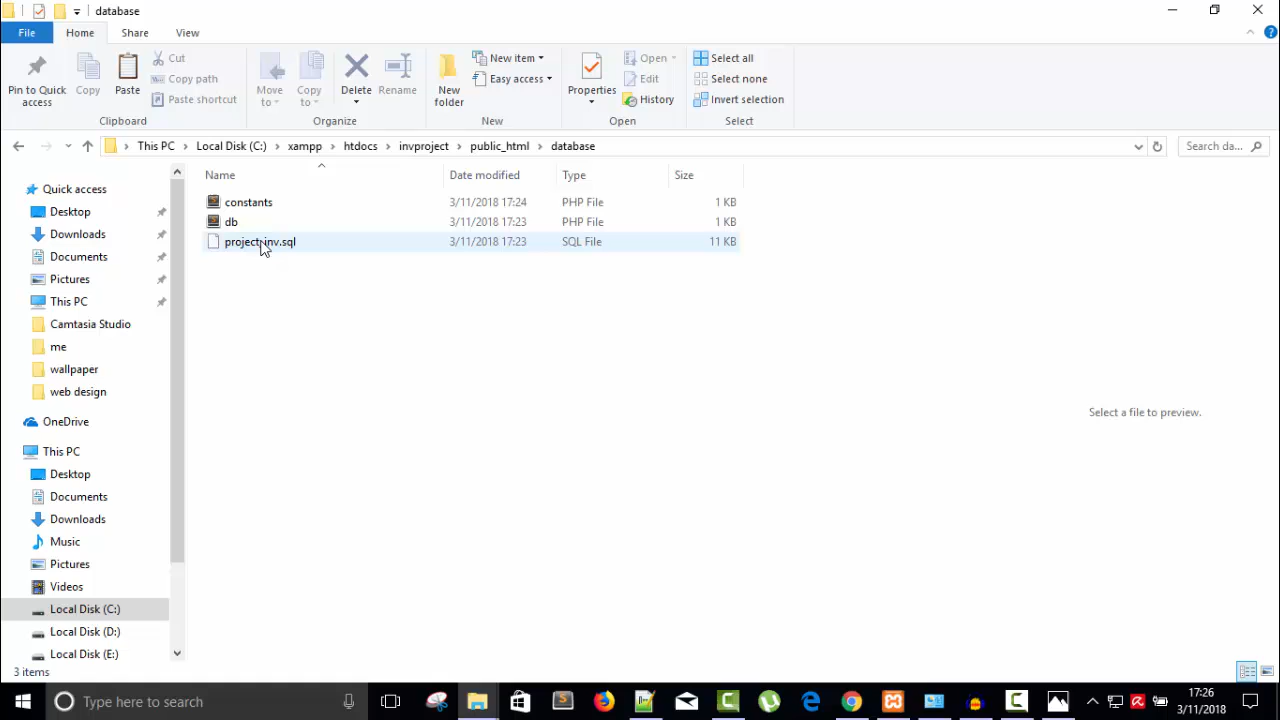 database
File Home Share View
Pin to Quick access
Copy
Paste
Cut
Copy path
Paste shortcut
Clipboard
Move to
Copy to
Delete
Rename
Organize
New folder
New item
Easy access
New
Properties
Open
Edit
History
Open
Select all
Select none
Invert selection
Select
This PC Local Disk (C:) xampp htdocs invproject public_html database
Search da...
Name Date modified Type Size
constants 3/11/2018 17:24 PHP File 1 KB
db 3/11/2018 17:23 PHP File 1 KB
project_inv.sql 3/11/2018 17:23 SQL File 11 KB
Quick access
Desktop
Downloads
Documents
Pictures
This PC
Camtasia Studio
me
wallpaper
web design
OneDrive
This PC
Desktop
Documents
Downloads
Music
Pictures
Videos
Local Disk (C:)
Local Disk (D:)
Local Disk (E:)
Select a file to preview.
3 items
Type here to search
17:26
3/11/2018